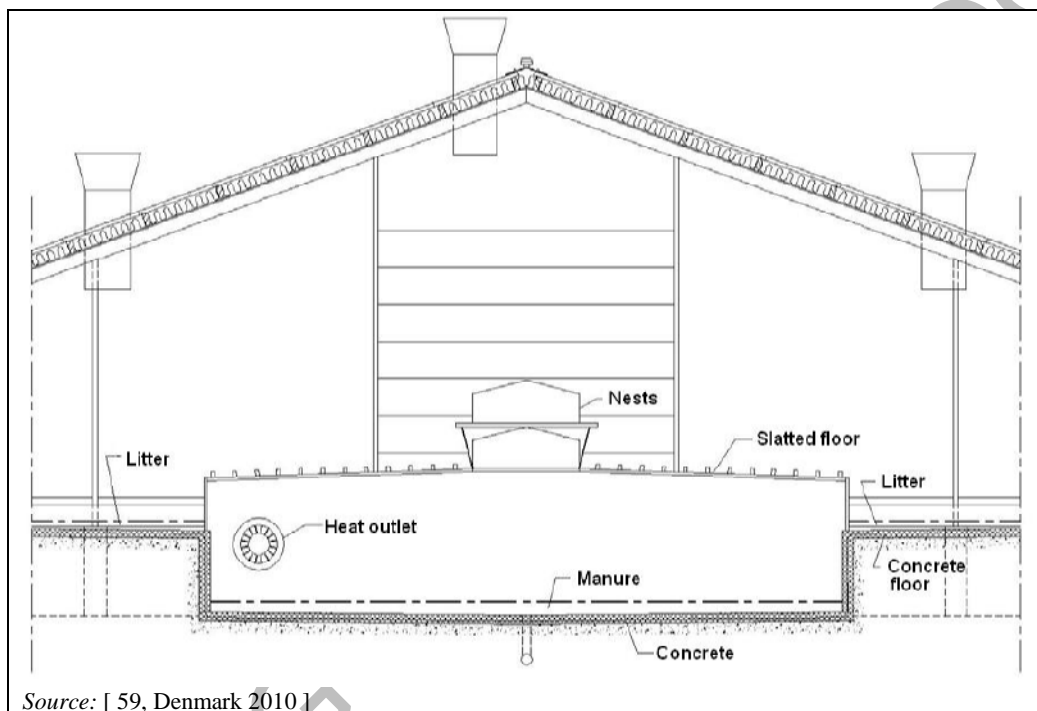 Nests
Slatted floor
Litter
Litter
Heat outlet
Concrete
floor
Manure
Concrete
Source: [ 59, Denmark 2010 ]